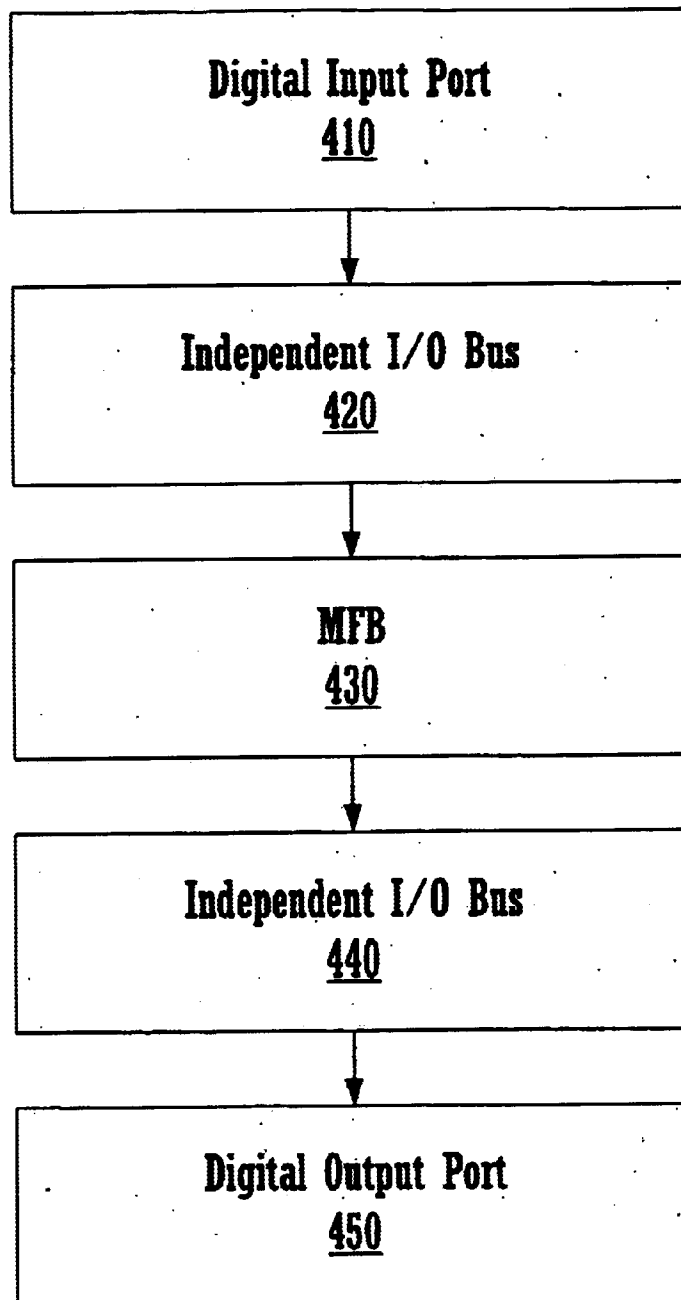 Digital Input Port
410
Independent I/O Bus
420
MFB
430
Independent I/O Bus
440
Digital Output Port
450